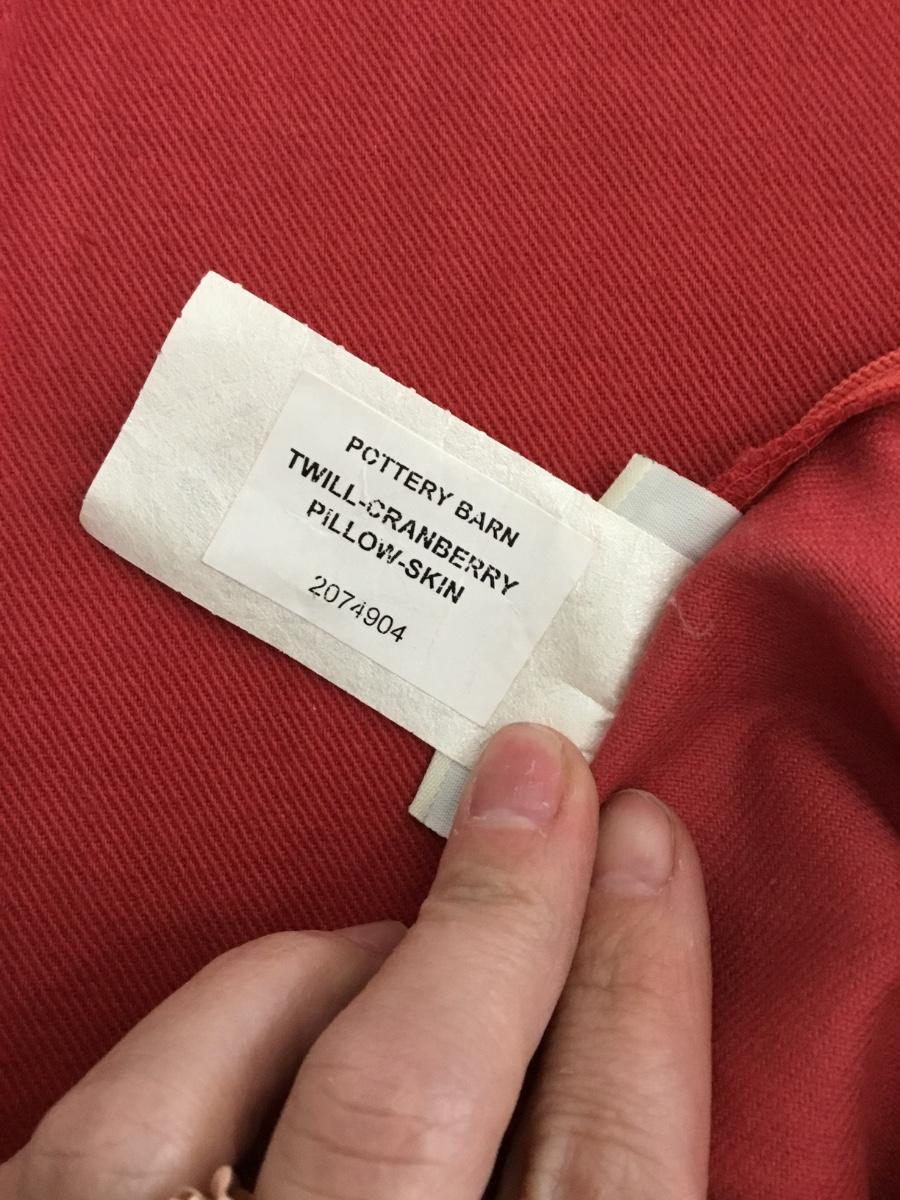 POTTERY BARN
TWILL-CRANBERRY
PILLOW-SKIN
2074904